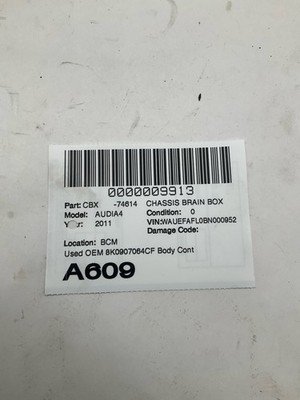 0000009913
Part: CBX -74614 CHASSIS BRAIN BOX
Model: AUDIA4 Condition: 0
Year: 2011 VIN:WAUEFAFL0BN000952
Damage Code:
Location: BCM
Used OEM 8K0907064CF Body Cont
A609